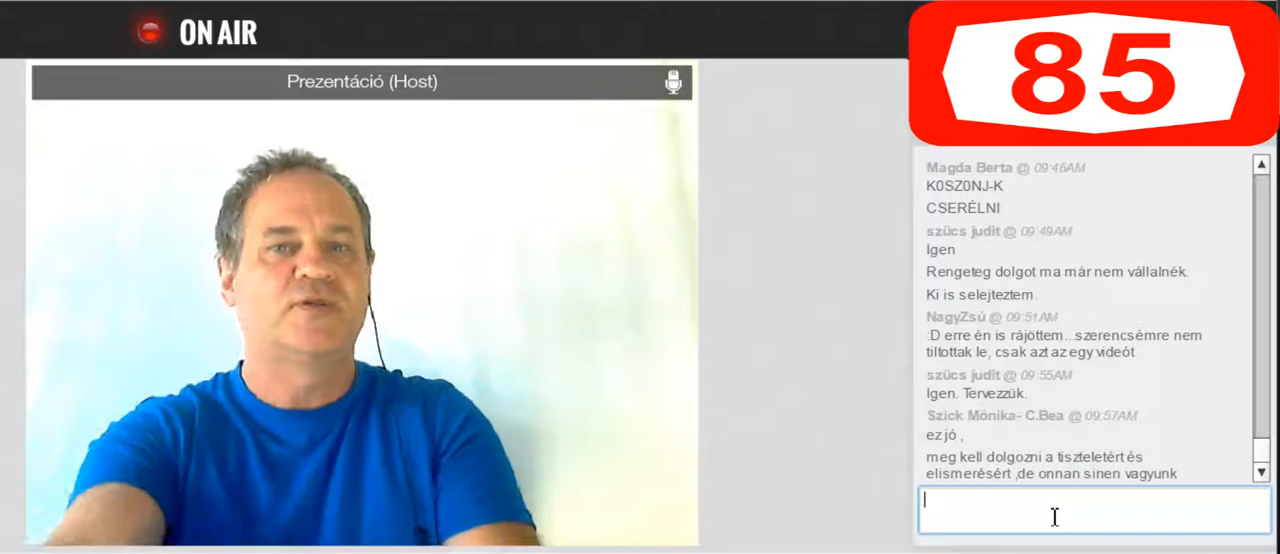 ON AIR
85
Prezentáció (Host)
Magda Berta @ 09:46AM
K0SZ0NJ-K
CSERÉLNI
szücs judit @ 09:49AM
Igen
Rengeteg dolgot ma már nem vállalnék.
Ki is selejteztem.
NagyZsú @ 09:51AM
:D erre én is rájöttem...szerencsémre nem
tiltottak le, csak azt az egy videót
szücs judit @ 09:55AM
Igen. Tervezzük.
Szick Mónika- C.Bea @ 09:57AM
ez jó ,
meg kell dolgozni a tiszteletért és
elismerésért ,de onnan sinen vagyunk